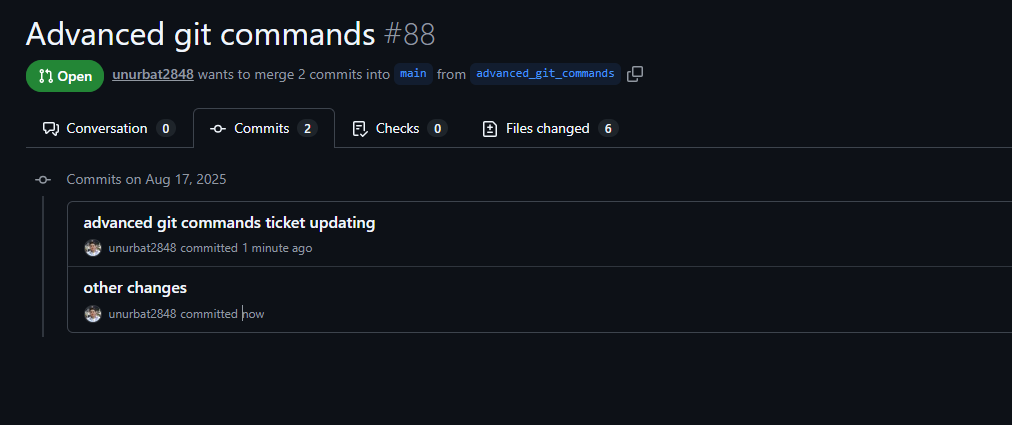 Advanced git commands #88
Open unurbat2848 wants to merge 2 commits into main from advanced_git_commands
Conversation 0 Commits 2 Checks 0 Files changed 6
Commits on Aug 17, 2025
advanced git commands ticket updating
unurbat2848 committed 1 minute ago
other changes
unurbat2848 committed now